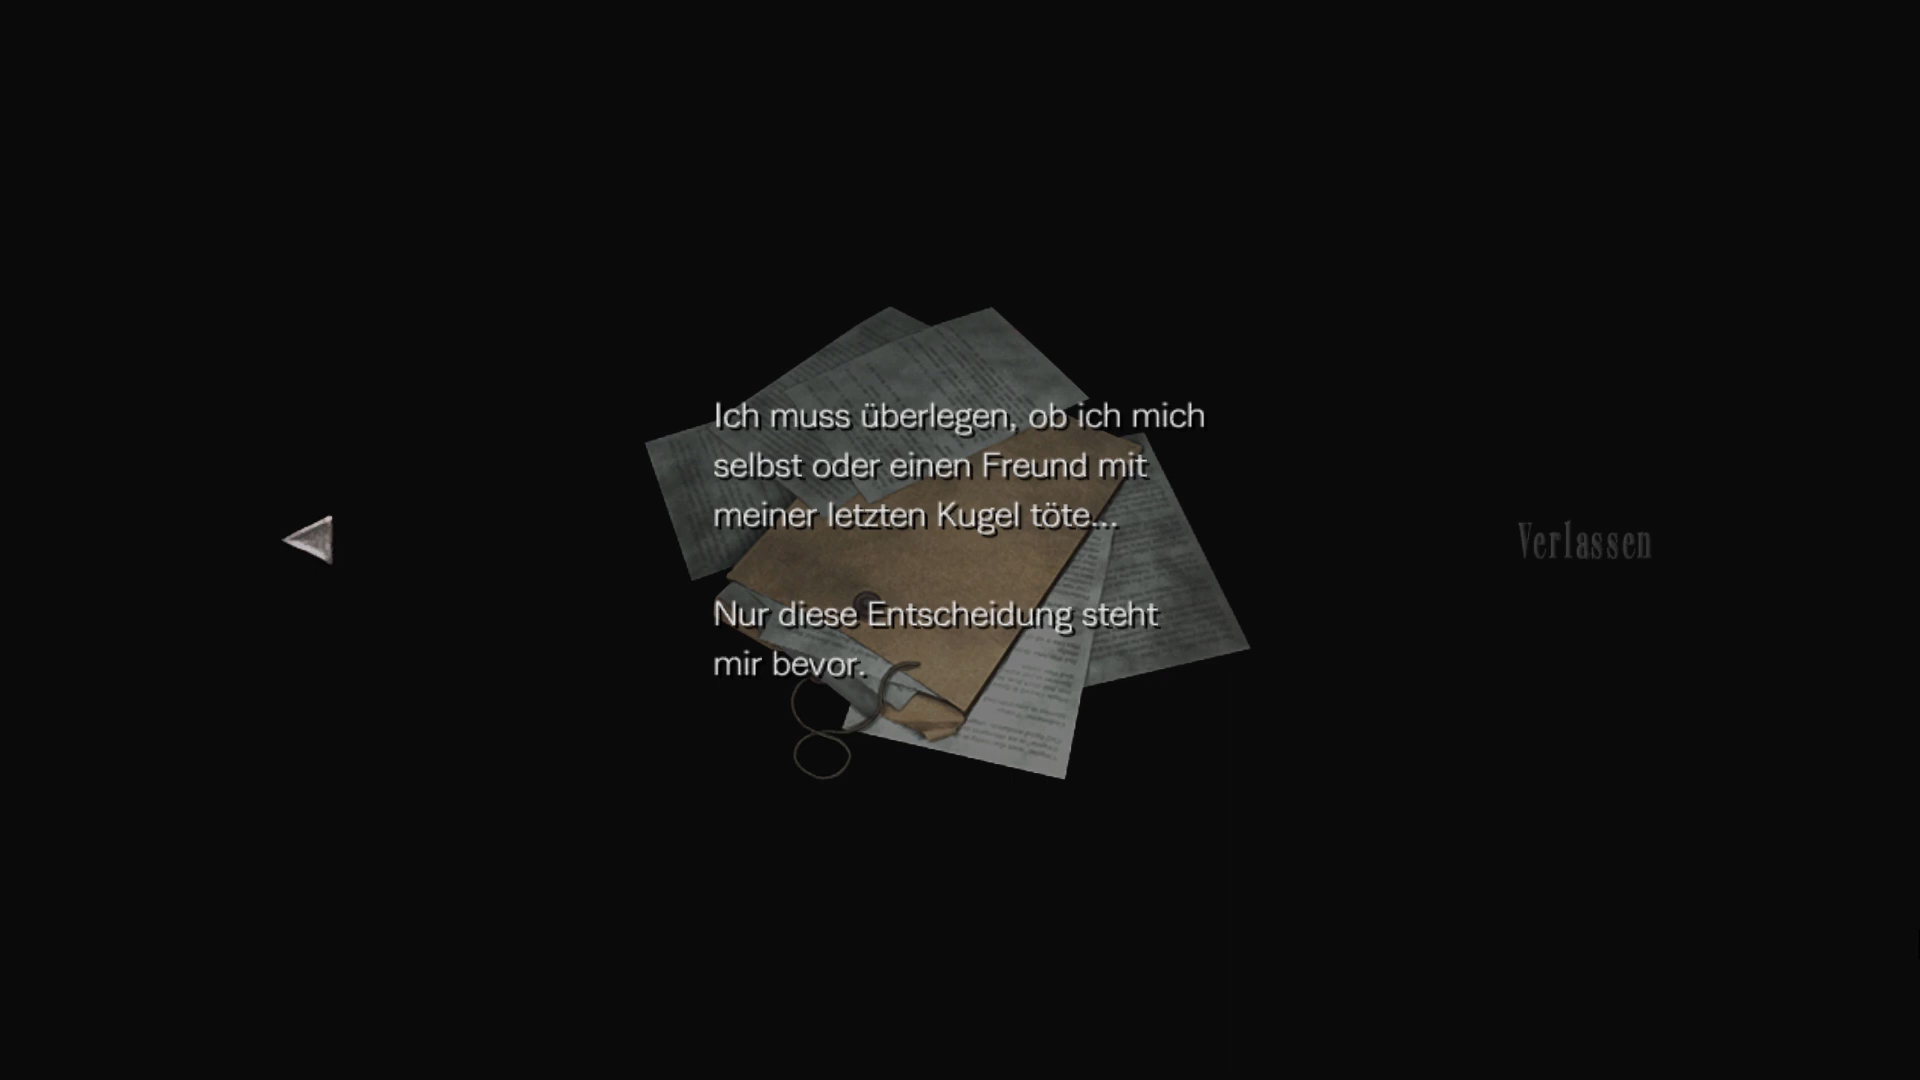 Ich muss überlegen, ob ich mich
selbst oder einen Freund mit
meiner letzten Kugel töte...
Nur diese Entscheidung steht
mir bevor.
Verlassen